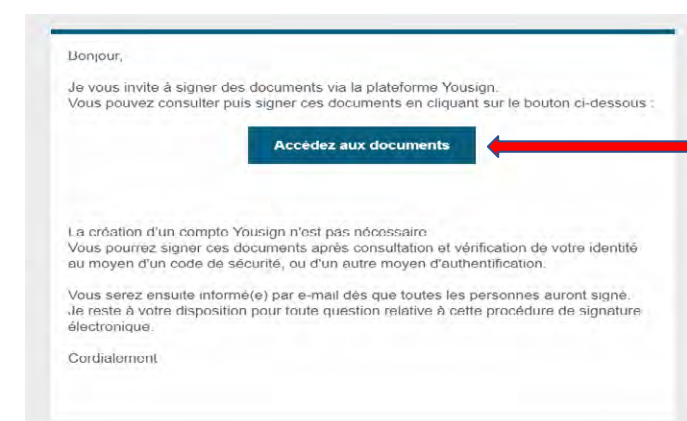 Bonjour,
Je vous invite à signer des documents via la plateforme Yousign.
Vous pouvez consulter puis signer ces documents en cliquant sur le bouton ci-dessous :
Accédez aux documents
La création d'un compte Yousign n'est pas nécessaire
Vous pourrez signer ces documents après consultation et vérification de votre identité
au moyen d'un code de sécurité, ou d'un autre moyen d'authentification.
Vous serez ensuite informé(e) par e-mail dès que toutes les personnes auront signé.
Je reste à votre disposition pour toute question relative à cette procédure de signature
électronique.
Cordialement